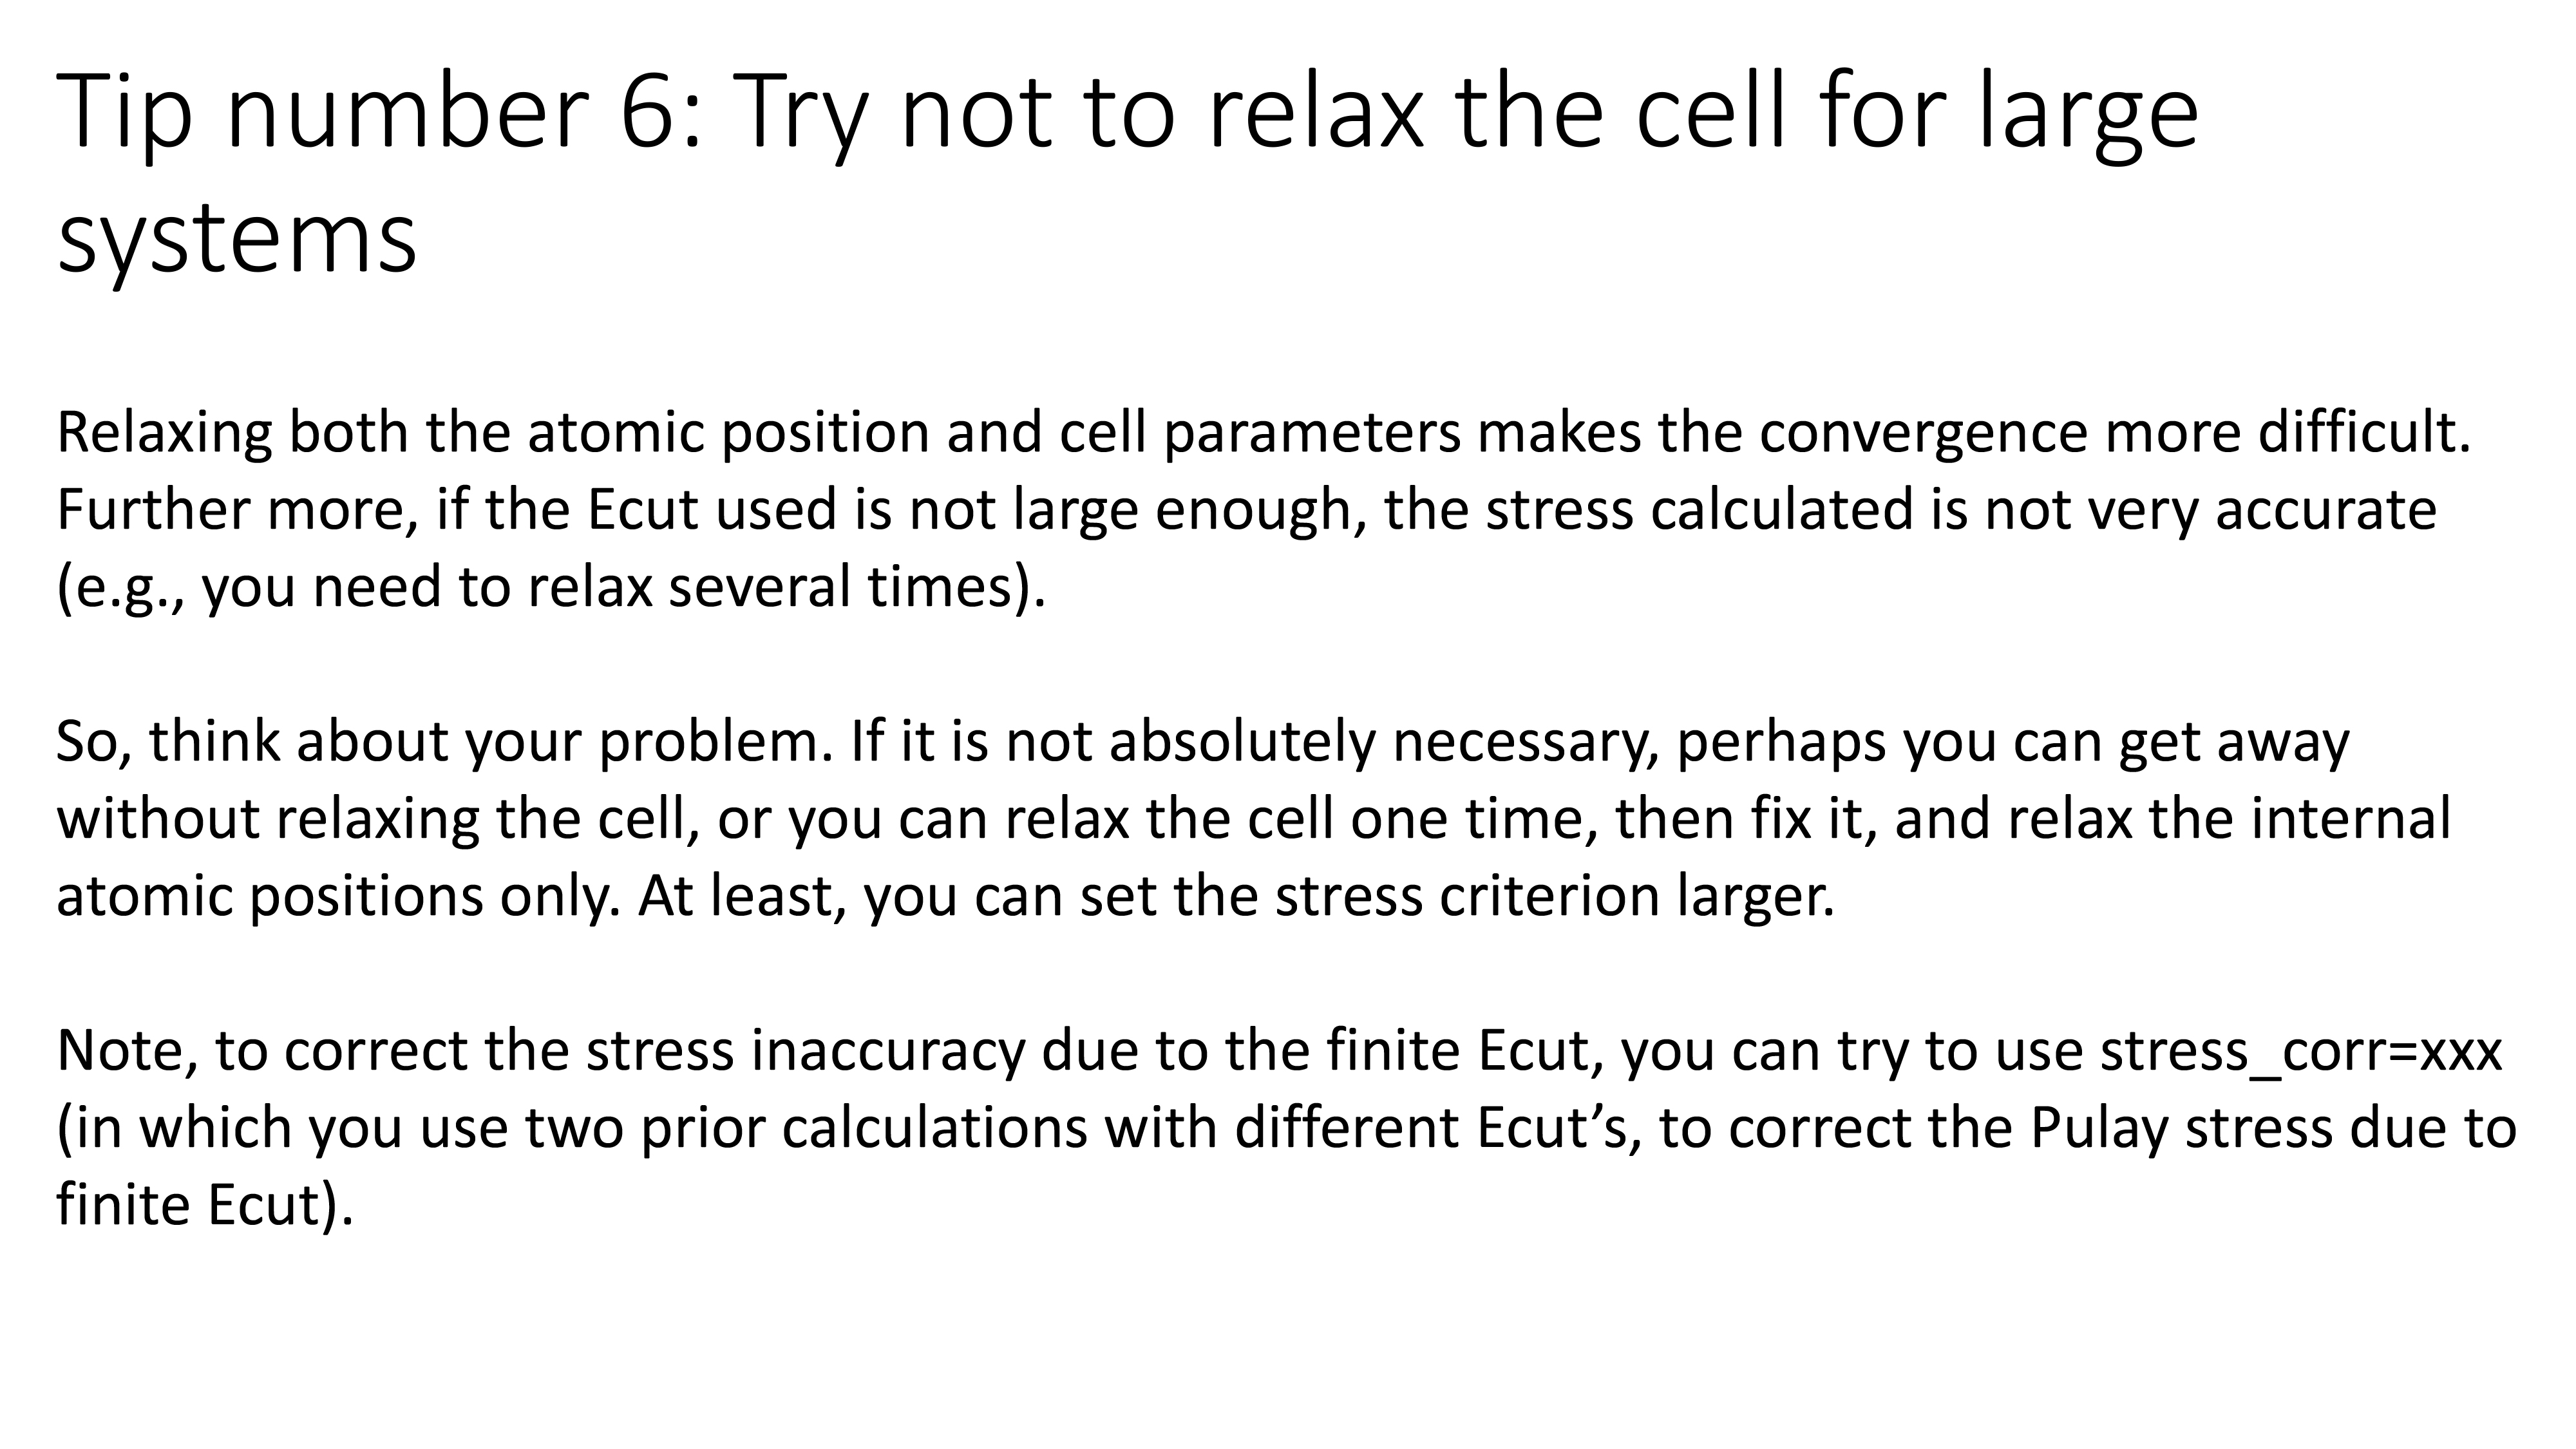 Tip number 6: Try not to relax the cell for large
systems
Relaxing both the atomic position and cell parameters makes the convergence more difficult.
Further more, if the Ecut used is not large enough, the stress calculated is not very accurate
(e.g., you need to relax several times).
So, think about your problem. If it is not absolutely necessary, perhaps you can get away
without relaxing the cell, or you can relax the cell one time, then fix it, and relax the internal
atomic positions only. At least, you can set the stress criterion larger.
Note, to correct the stress inaccuracy due to the finite Ecut, you can try to use stress_corr=xxx
(in which you use two prior calculations with different Ecut’s, to correct the Pulay stress due to
finite Ecut).